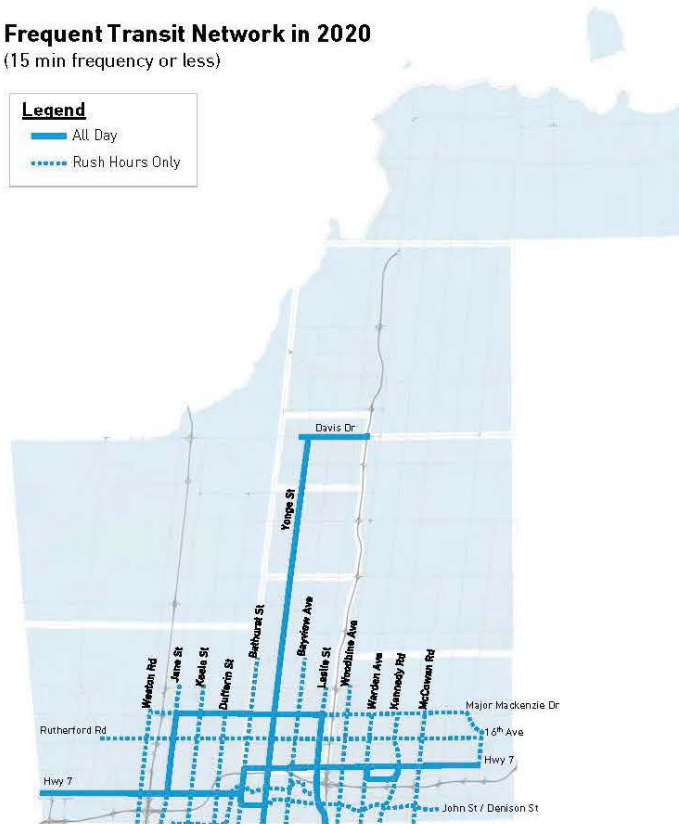 Frequent Transit Network in 2020
(15 min frequency or less)
Legend
All Day
Rush Hours Only
Davis Dr
Yonge St
Weston Rd
Jane St
Keele St
Dufferin St
Bathurst St
Bayview Ave
Leslie St
Woodbine Ave
Warden Ave
Kennedy Rd
McCowan Rd
Major Mackenzie Dr
Rutherford Rd
16th Ave
Hwy 7
Hwy 7
John St / Denison St